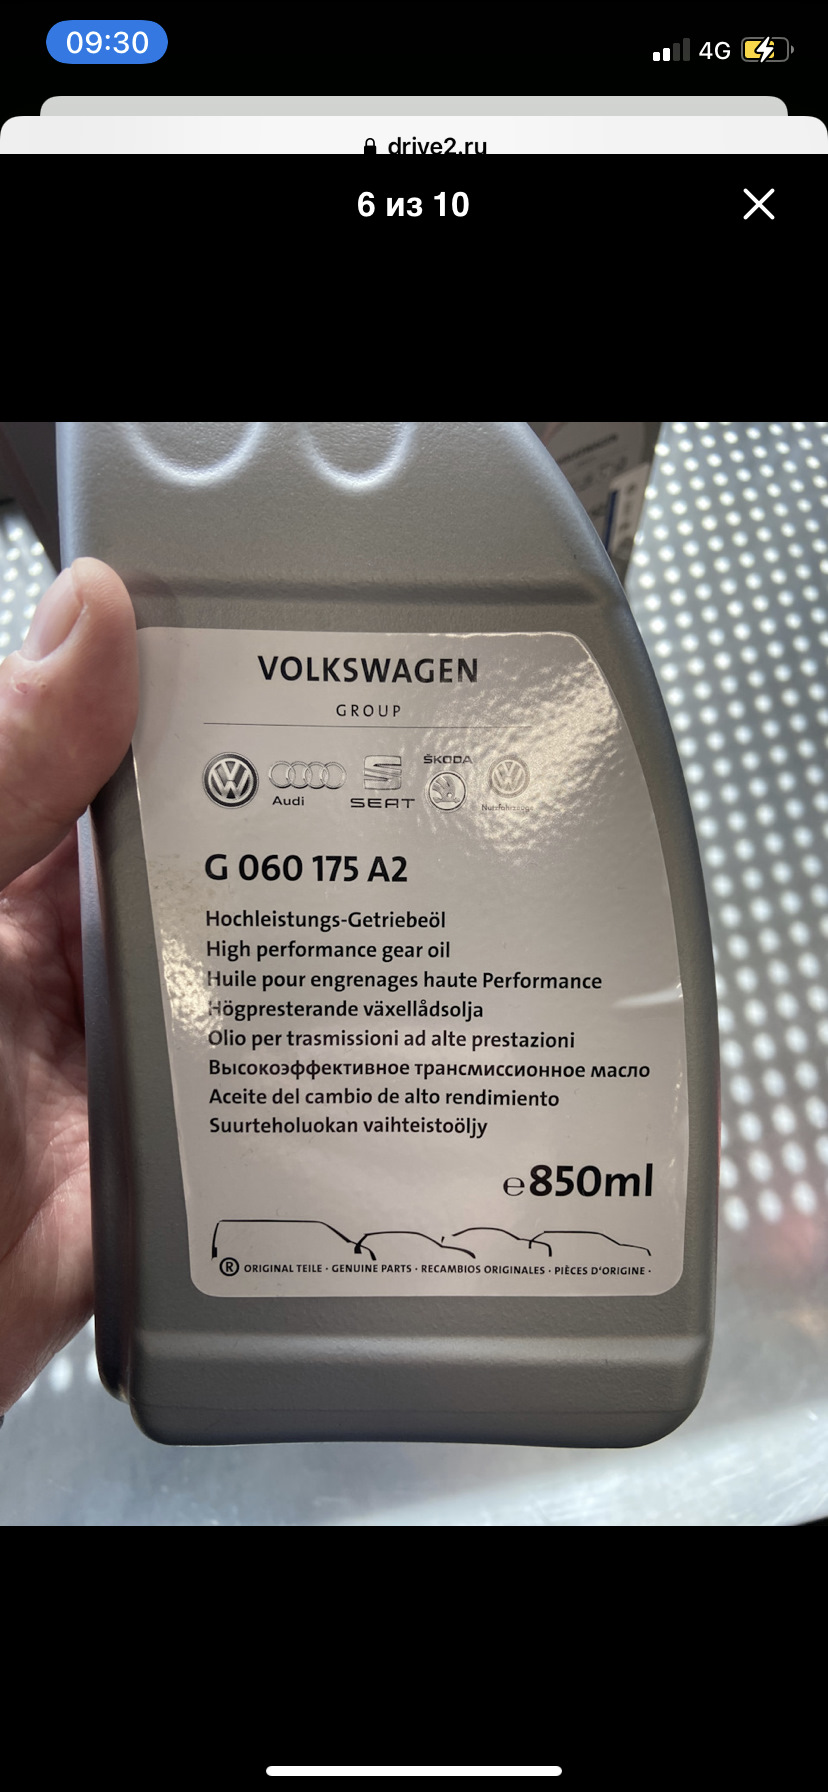 09:30
4G
drive2.ru
6 из 10
VOLKSWAGEN
GROUP
Audi
SEAT
ŠKODA
Nutzfahrzeuge
G 060 175 A2
Hochleistungs-Getriebeöl
High performance gear oil
Huile pour engrenages haute Performance
Högpresterande växellådsolja
Olio per trasmissioni ad alte prestazioni
Высокоэффективное трансмиссионное масло
Aceite del cambio de alto rendimiento
Suurteholuokan vaihteistoöljy
e850ml
® ORIGINAL TEILE · GENUINE PARTS · RECAMBIOS ORIGINALES · PIÈCES D'ORIGINE ·